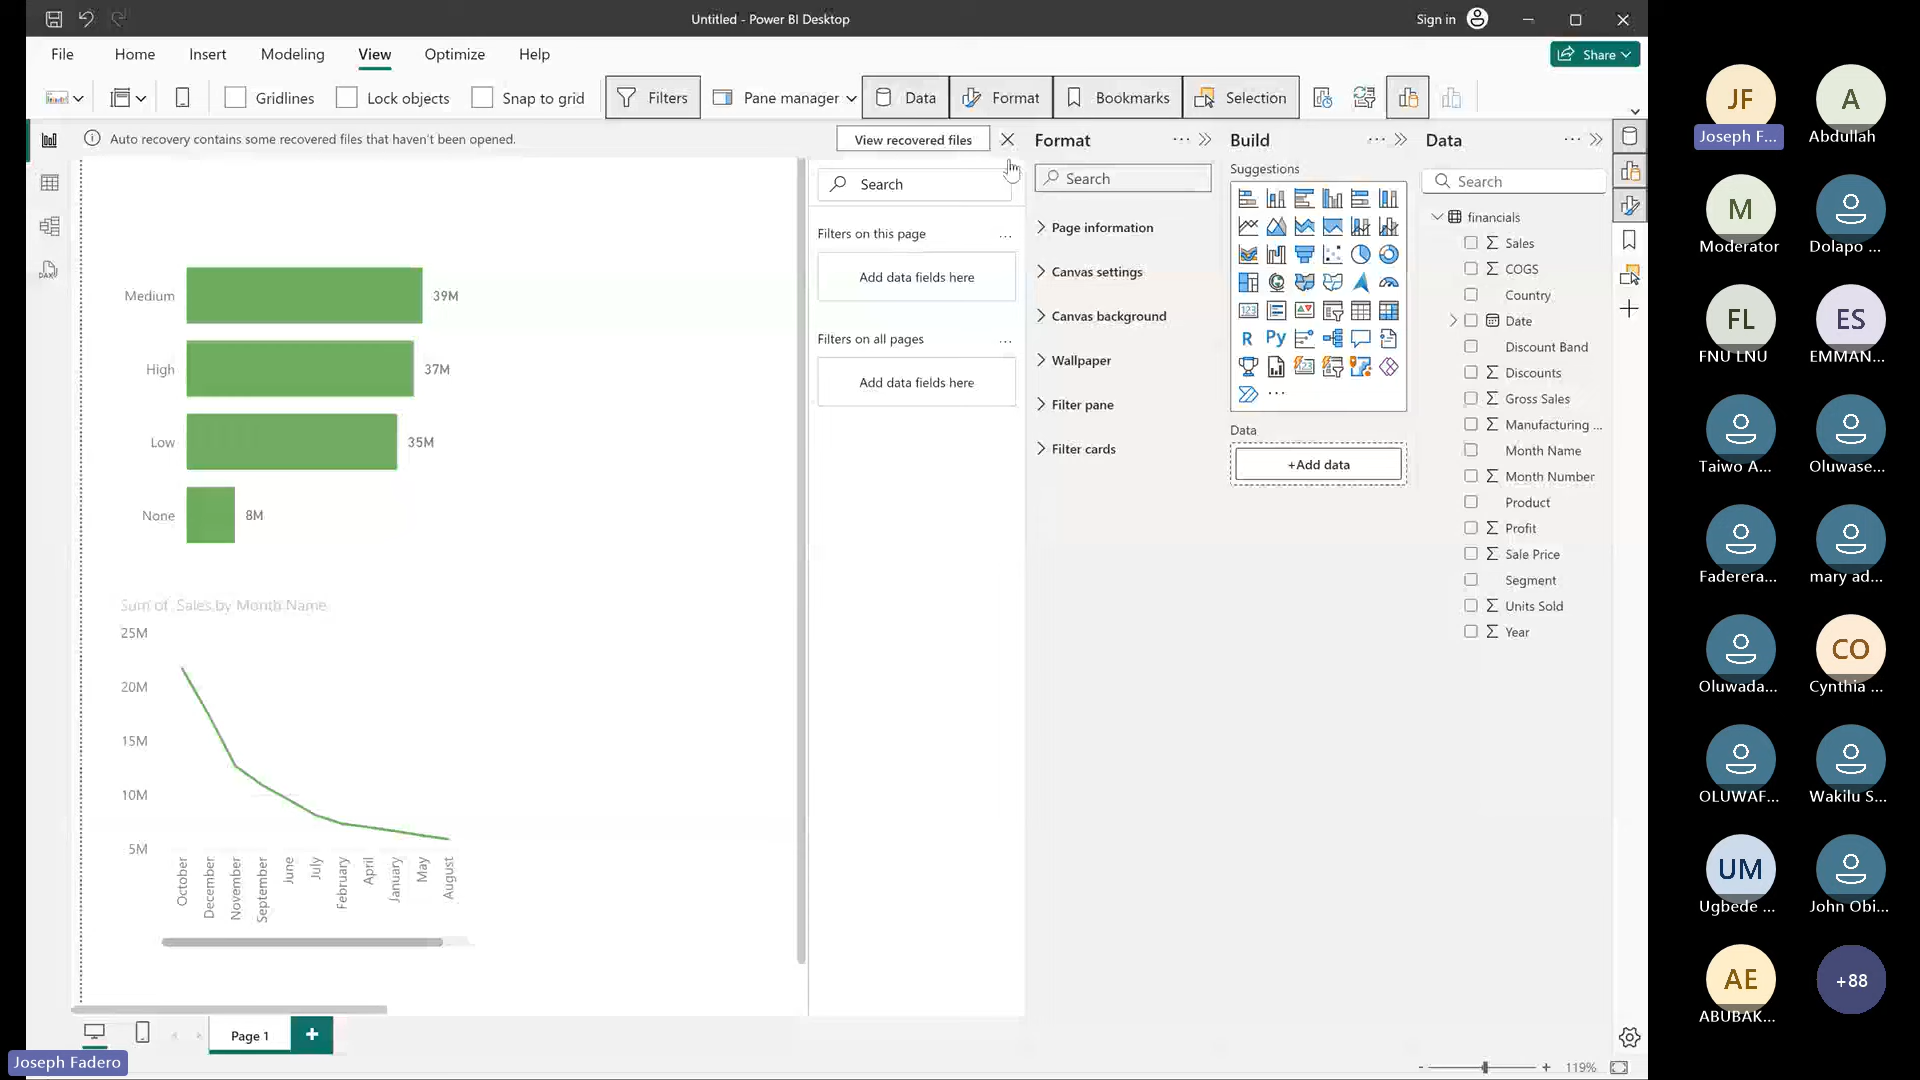 Untitled - Power BI Desktop
Sign in
File Home Insert Modeling View Optimize Help
Share
Gridlines Lock objects Snap to grid Filters Pane manager Data Format Bookmarks Selection
Auto recovery contains some recovered files that haven't been opened.
View recovered files
Medium 39M
High 37M
Low 35M
None 8M
Sum of Sales by Month Name
25M
20M
15M
10M
5M
October
December
November
September
June
July
February
April
January
May
August
Search
Filters on this page
Add data fields here
Filters on all pages
Add data fields here
Format
Search
Page information
Canvas settings
Canvas background
Wallpaper
Filter pane
Filter cards
Build
Suggestions
123
R Py
123
Data
+Add data
Data
Search
financials
Sales
COGS
Country
Date
Discount Band
Discounts
Gross Sales
Manufacturing ...
Month Name
Month Number
Product
Profit
Sale Price
Segment
Units Sold
Year
Page 1
119%
Joseph Fadero
JF
Joseph F...
A
Abdullah
M
Moderator
Dolapo ...
FL
FNU LNU
ES
EMMAN...
Taiwo A...
Oluwase...
Faderera...
mary ad...
Oluwada...
CO
Cynthia ...
OLUWAF...
Wakilu S...
UM
Ugbede ...
John Obi...
AE
ABUBAK...
+88